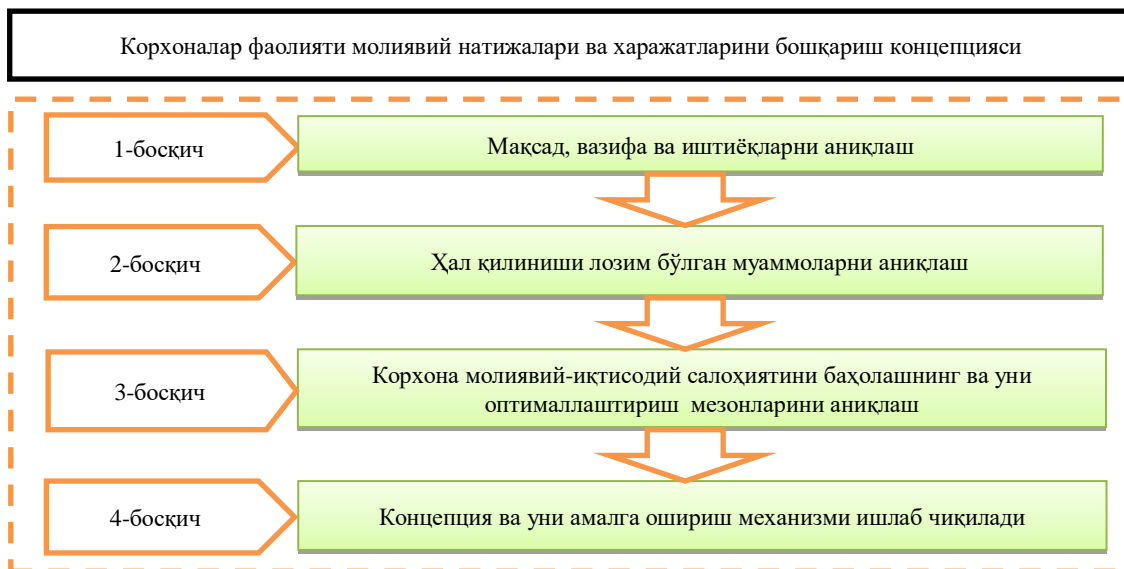 Корхоналар фаолияти молиявий натижалари ва харажатларини бошқариш концепцияси
1-босқич
Мақсад, вазифа ва иштиёқларни аниқлаш
2-босқич
Ҳал қилиниши лозим бўлган муаммоларни аниқлаш
3-босқич
Корхона молиявий-иқтисодий салоҳиятини баҳолашнинг ва уни
оптималлаштириш мезонларини аниқлаш
4-босқич
Концепция ва уни амалга ошириш механизми ишлаб чиқилади